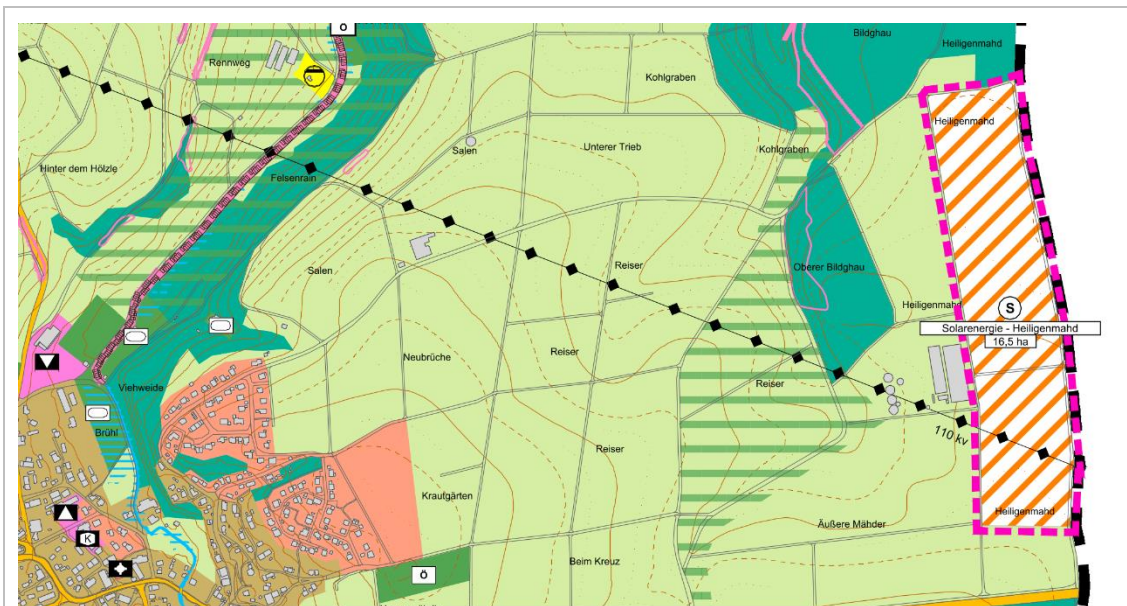 Ö
Rennweg
Bildghau
Heiligenmahd
Kohlgraben
Heiligenmahd
Salen
Unterer Trieb
Kohlgraben
Hinter dem Hölzle
Felsenrain
Salen
Reiser
Oberer Bildghau
Heiligenmahd
S
Solarenergie - Heiligenmahd
16,5 ha
Neubrüche
Reiser
Viehweide
Reiser
Brühl
110 kv
Reiser
Krautgärten
Heiligenmahd
Äußere Mähder
K
Beim Kreuz
Ö